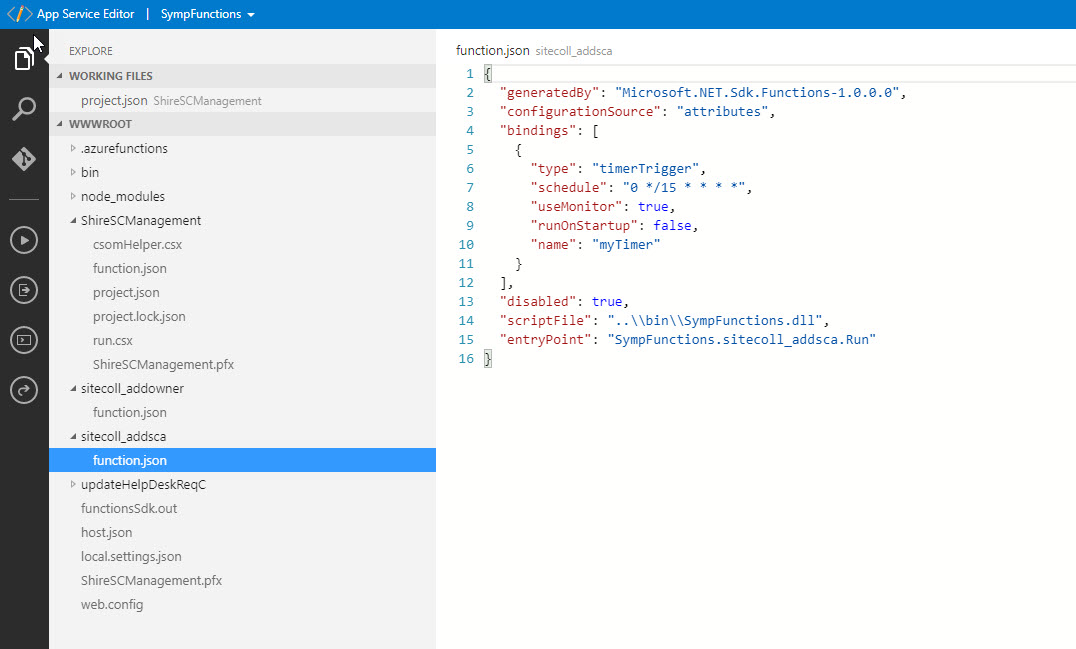 App Service Editor | SympFunctions
EXPLORE
WORKING FILES
project.json ShireSCManagement
WWWROOT
.azurefunctions
bin
node_modules
ShireSCManagement
csomHelper.csx
function.json
project.json
project.lock.json
run.csx
ShireSCManagement.pfx
sitecoll_addowner
function.json
sitecoll_addsca
function.json
updateHelpDeskReqC
functionsSdk.out
host.json
local.settings.json
ShireSCManagement.pfx
web.config
function.json sitecoll_addsca
1 {
2 "generatedBy": "Microsoft.NET.Sdk.Functions-1.0.0.0",
3 "configurationSource": "attributes",
4 "bindings": [
5 {
6 "type": "timerTrigger",
7 "schedule": "0 */15 * * * *",
8 "useMonitor": true,
9 "runOnStartup": false,
10 "name": "myTimer"
11 }
12 ],
13 "disabled": true,
14 "scriptFile": "..\\bin\\SympFunctions.dll",
15 "entryPoint": "SympFunctions.sitecoll_addsca.Run"
16 }